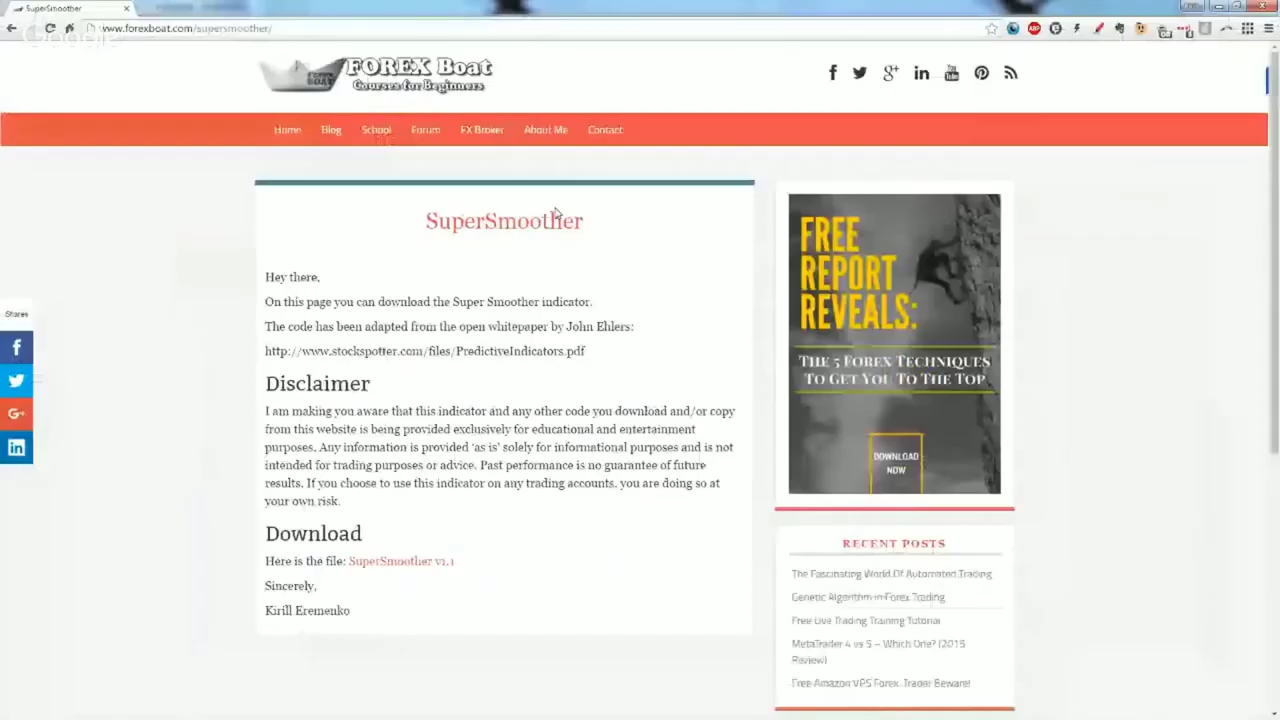 SuperSmoother
www.forexboat.com/supersmoother/
FOREX Boat
Courses for Beginners
Home Blog School Forum FX Broker About Me Contact
SuperSmoother
Hey there,
On this page you can download the Super Smoother indicator.
The code has been adapted from the open whitepaper by John Ehlers:
http://www.stockspotter.com/files/PredictiveIndicators.pdf
Disclaimer
I am making you aware that this indicator and any other code you download and/or copy
from this website is being provided exclusively for educational and entertainment
purposes. Any information is provided 'as is' solely for informational purposes and is not
intended for trading purposes or advice. Past performance is no guarantee of future
results. If you choose to use this indicator on any trading accounts, you are doing so at
your own risk.
Download
Here is the file: SuperSmoother v1.1
Sincerely,
Kirill Eremenko
Shares
FREE
REPORT
REVEALS:
THE 5 FOREX TECHNIQUES
TO GET YOU TO THE TOP
DOWNLOAD
NOW
RECENT POSTS
The Fascinating World Of Automated Trading
Genetic Algorithm in Forex Trading
Free Live Trading Training Tutorial
MetaTrader 4 vs 5 – Which One? (2015
Review)
Free Amazon VPS Forex Trader Beware!